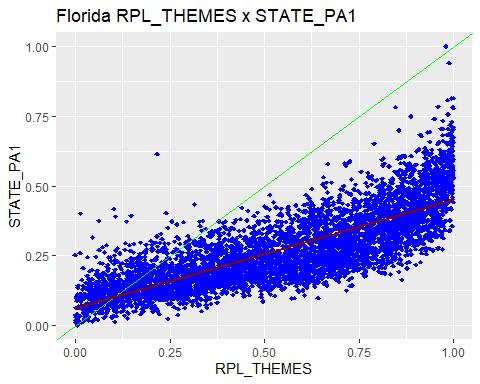 Florida RPL_THEMES x STATE_PA1
1.00
0.75
0.50
0.25
0.00
STATE_PA1
0.00 0.25 0.50 0.75 1.00
RPL_THEMES